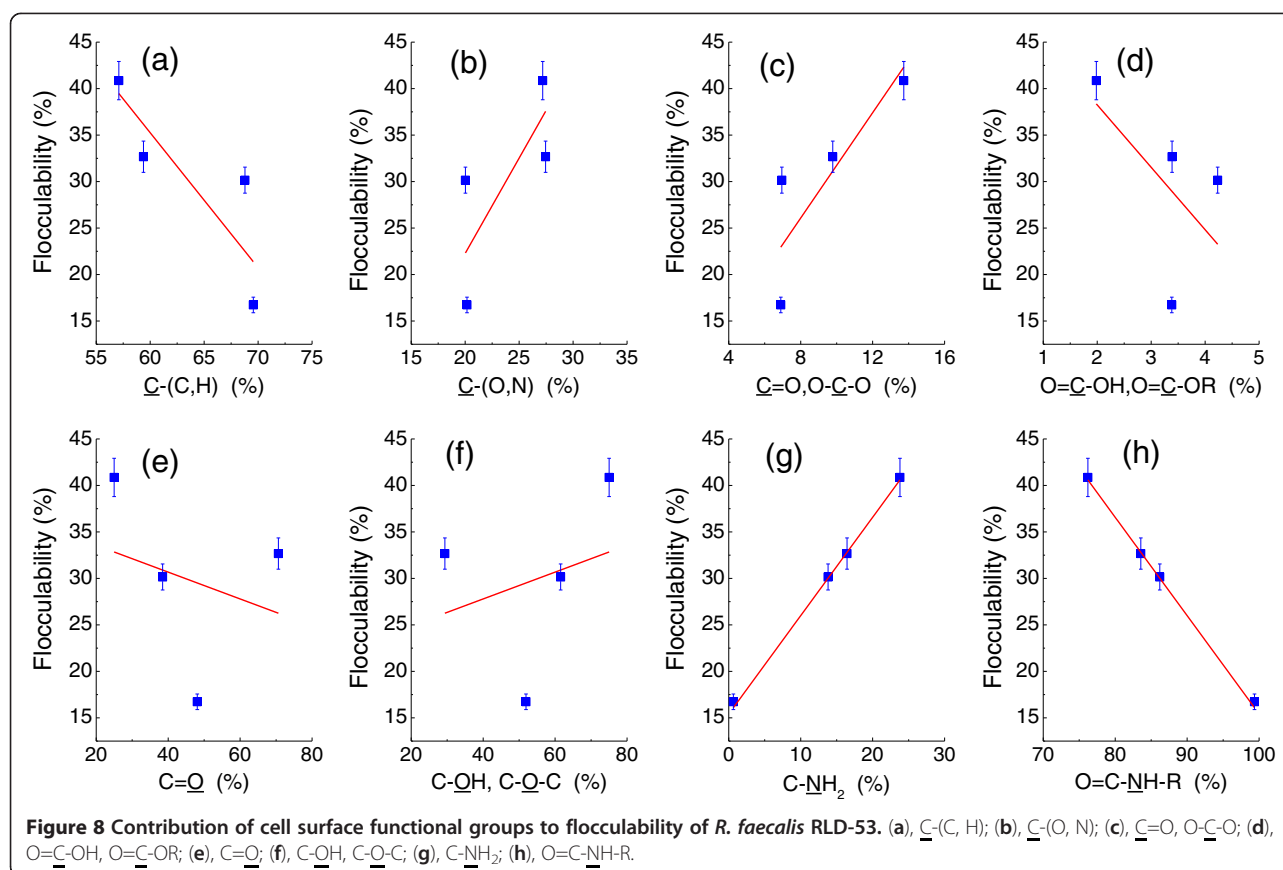 45
40
35
30
25
20
15
Flocculability (%)
(a)
55 60 65 70 75
C-(C,H) (%)
45
40
35
30
25
20
15
Flocculability (%)
(b)
15 20 25 30 35
C-(O,N) (%)
45
40
35
30
25
20
15
Flocculability (%)
(c)
4 8 12 16
C=O,O-C-O (%)
45
40
35
30
25
20
15
Flocculability (%)
(d)
1 2 3 4 5
O=C-OH,O=C-OR (%)
45
40
35
30
25
20
15
Flocculability (%)
(e)
20 40 60 80
C=O (%)
45
40
35
30
25
20
15
Flocculability (%)
(f)
20 40 60 80
C-OH, C-O-C (%)
45
40
35
30
25
20
15
Flocculability (%)
(g)
0 10 20 30
C-NH₂ (%)
45
40
35
30
25
20
15
Flocculability (%)
(h)
70 80 90 100
O=C-NH-R (%)
Figure 8 Contribution of cell surface functional groups to flocculability of R. faecalis RLD-53. (a), C-(C, H); (b), C-(O, N); (c), C=O, O-C-O; (d),
O=C-OH, O=C-OR; (e), C=O; (f), C-OH, C-O-C; (g), C-NH₂; (h), O=C-NH-R.